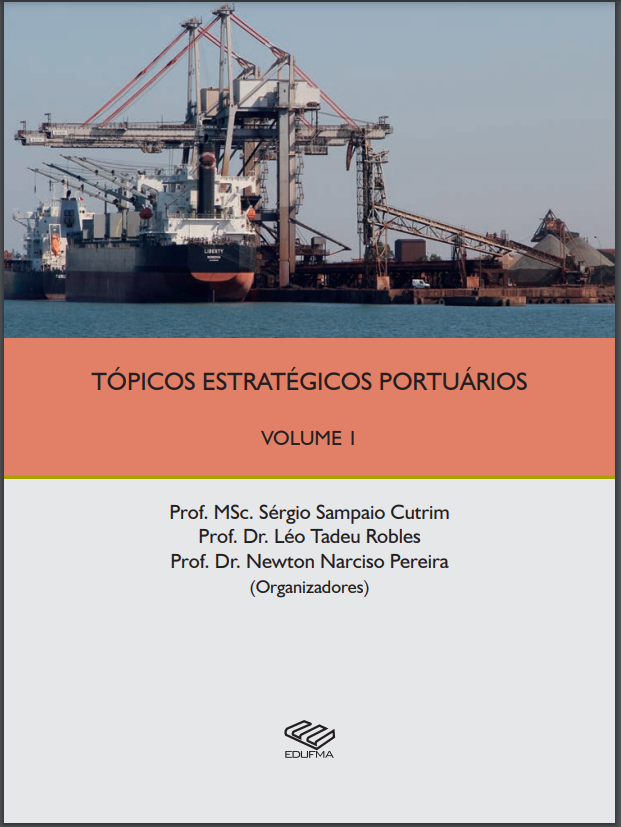 LIBERTY
TÓPICOS ESTRATÉGICOS PORTUÁRIOS
VOLUME I
Prof. MSc. Sérgio Sampaio Cutrim
Prof. Dr. Léo Tadeu Robles
Prof. Dr. Newton Narciso Pereira
(Organizadores)
EDUFMA